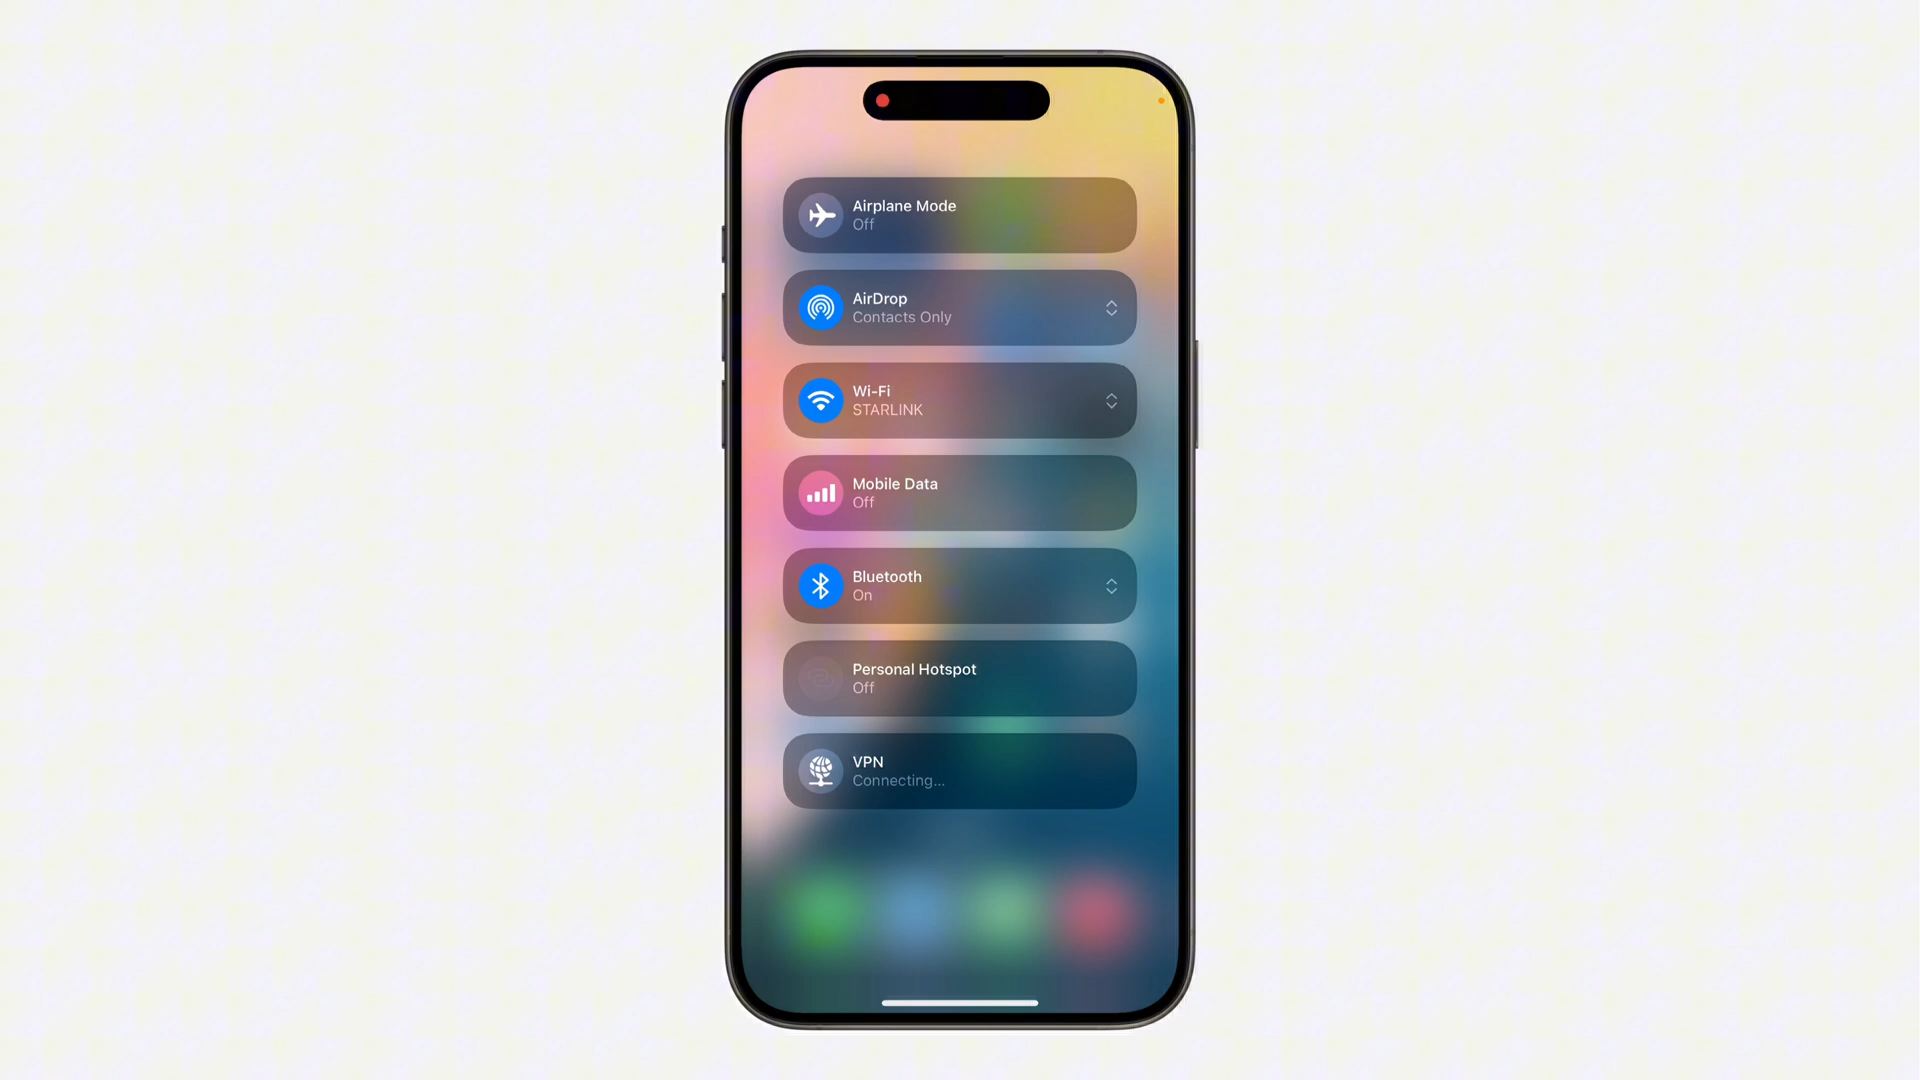 Airplane Mode
Off
AirDrop
Contacts Only
Wi-Fi
STARLINK
Mobile Data
Off
Bluetooth
On
Personal Hotspot
Off
VPN
Connecting...